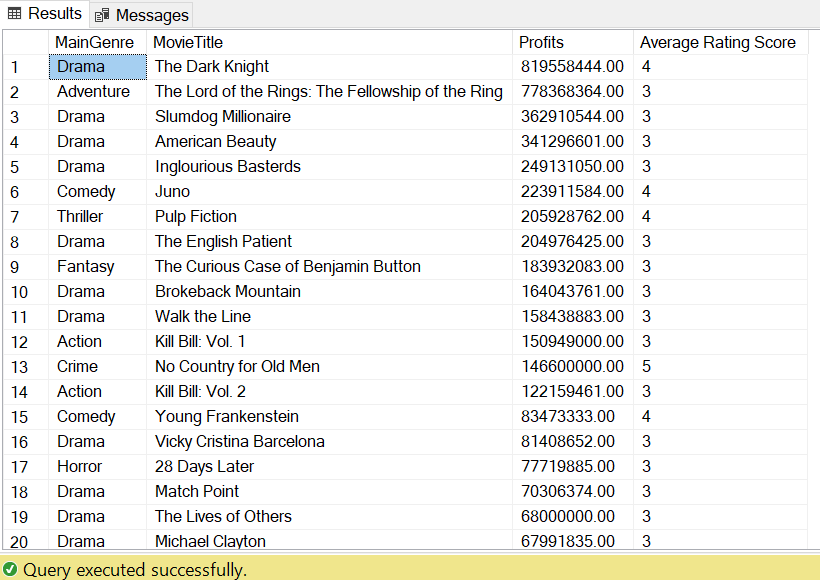 Results Messages
MainGenre MovieTitle Profits Average Rating Score
1 Drama The Dark Knight 819558444.00 4
2 Adventure The Lord of the Rings: The Fellowship of the Ring 778368364.00 3
3 Drama Slumdog Millionaire 362910544.00 3
4 Drama American Beauty 341296601.00 3
5 Drama Inglourious Basterds 249131050.00 3
6 Comedy Juno 223911584.00 4
7 Thriller Pulp Fiction 205928762.00 4
8 Drama The English Patient 204976425.00 3
9 Fantasy The Curious Case of Benjamin Button 183932083.00 3
10 Drama Brokeback Mountain 164043761.00 3
11 Drama Walk the Line 158438883.00 3
12 Action Kill Bill: Vol. 1 150949000.00 3
13 Crime No Country for Old Men 146600000.00 5
14 Action Kill Bill: Vol. 2 122159461.00 3
15 Comedy Young Frankenstein 83473333.00 4
16 Drama Vicky Cristina Barcelona 81408652.00 3
17 Horror 28 Days Later 77719885.00 3
18 Drama Match Point 70306374.00 3
19 Drama The Lives of Others 68000000.00 3
20 Drama Michael Clayton 67991835.00 3
Query executed successfully.